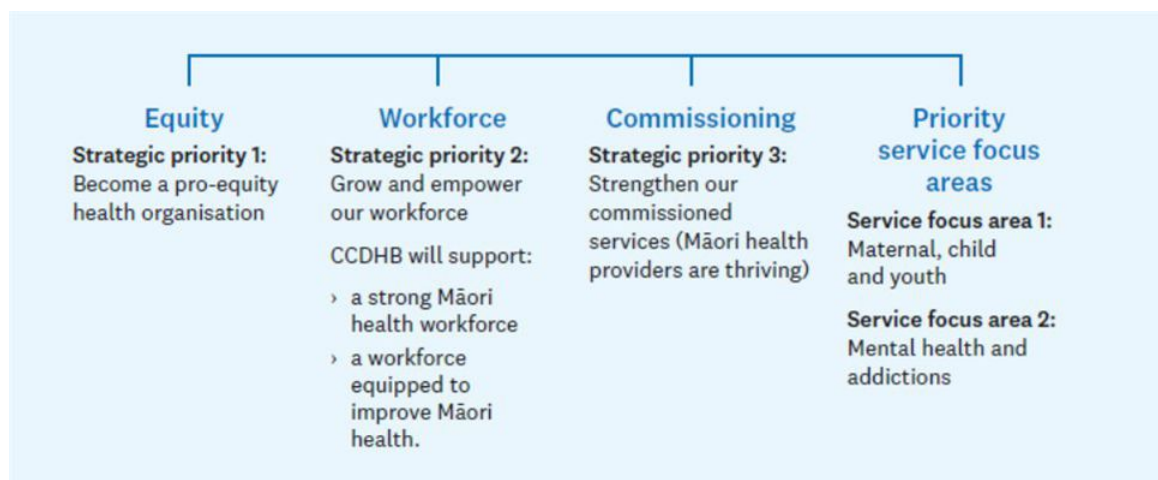 Equity
Strategic priority 1:
Become a pro-equity
health organisation
Workforce
Strategic priority 2:
Grow and empower
our workforce
CCDHB will support:
› a strong Māori
health workforce
› a workforce
equipped to
improve Māori
health.
Commissioning
Strategic priority 3:
Strengthen our
commissioned
services (Māori health
providers are thriving)
Priority
service focus
areas
Service focus area 1:
Maternal, child
and youth
Service focus area 2:
Mental health and
addictions